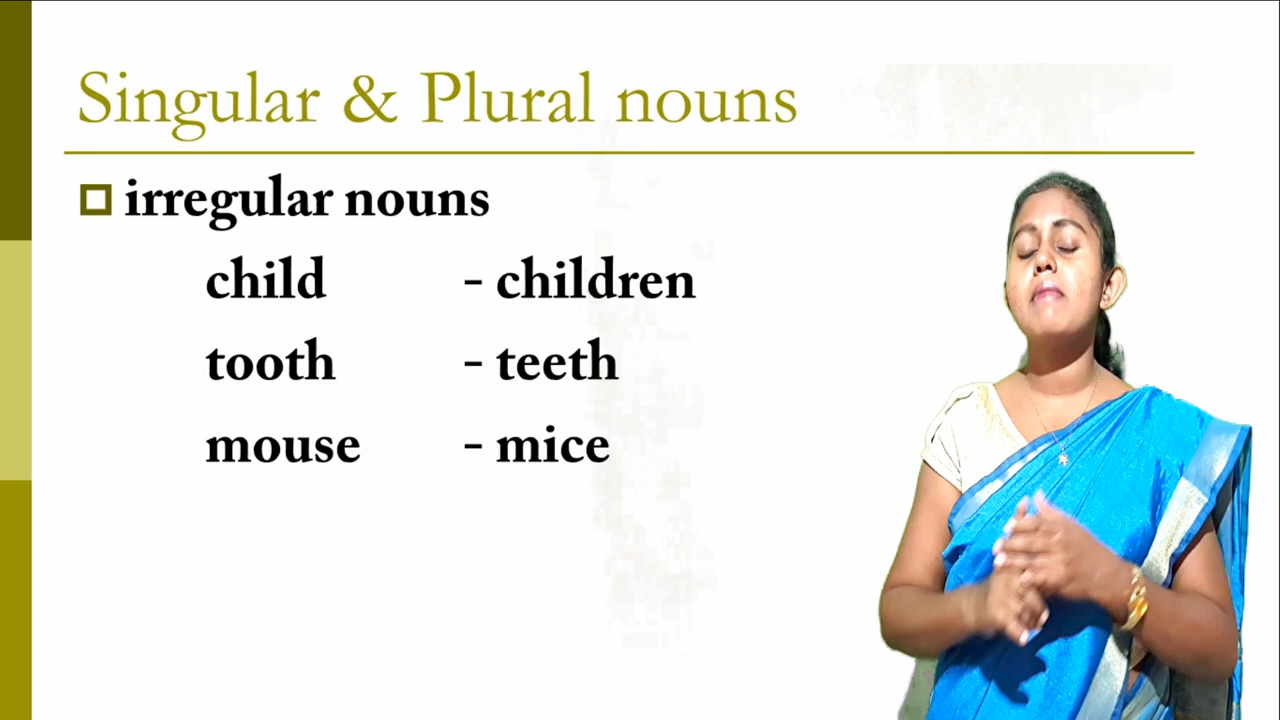 Singular & Plural nouns
irregular nouns
child - children
tooth - teeth
mouse - mice